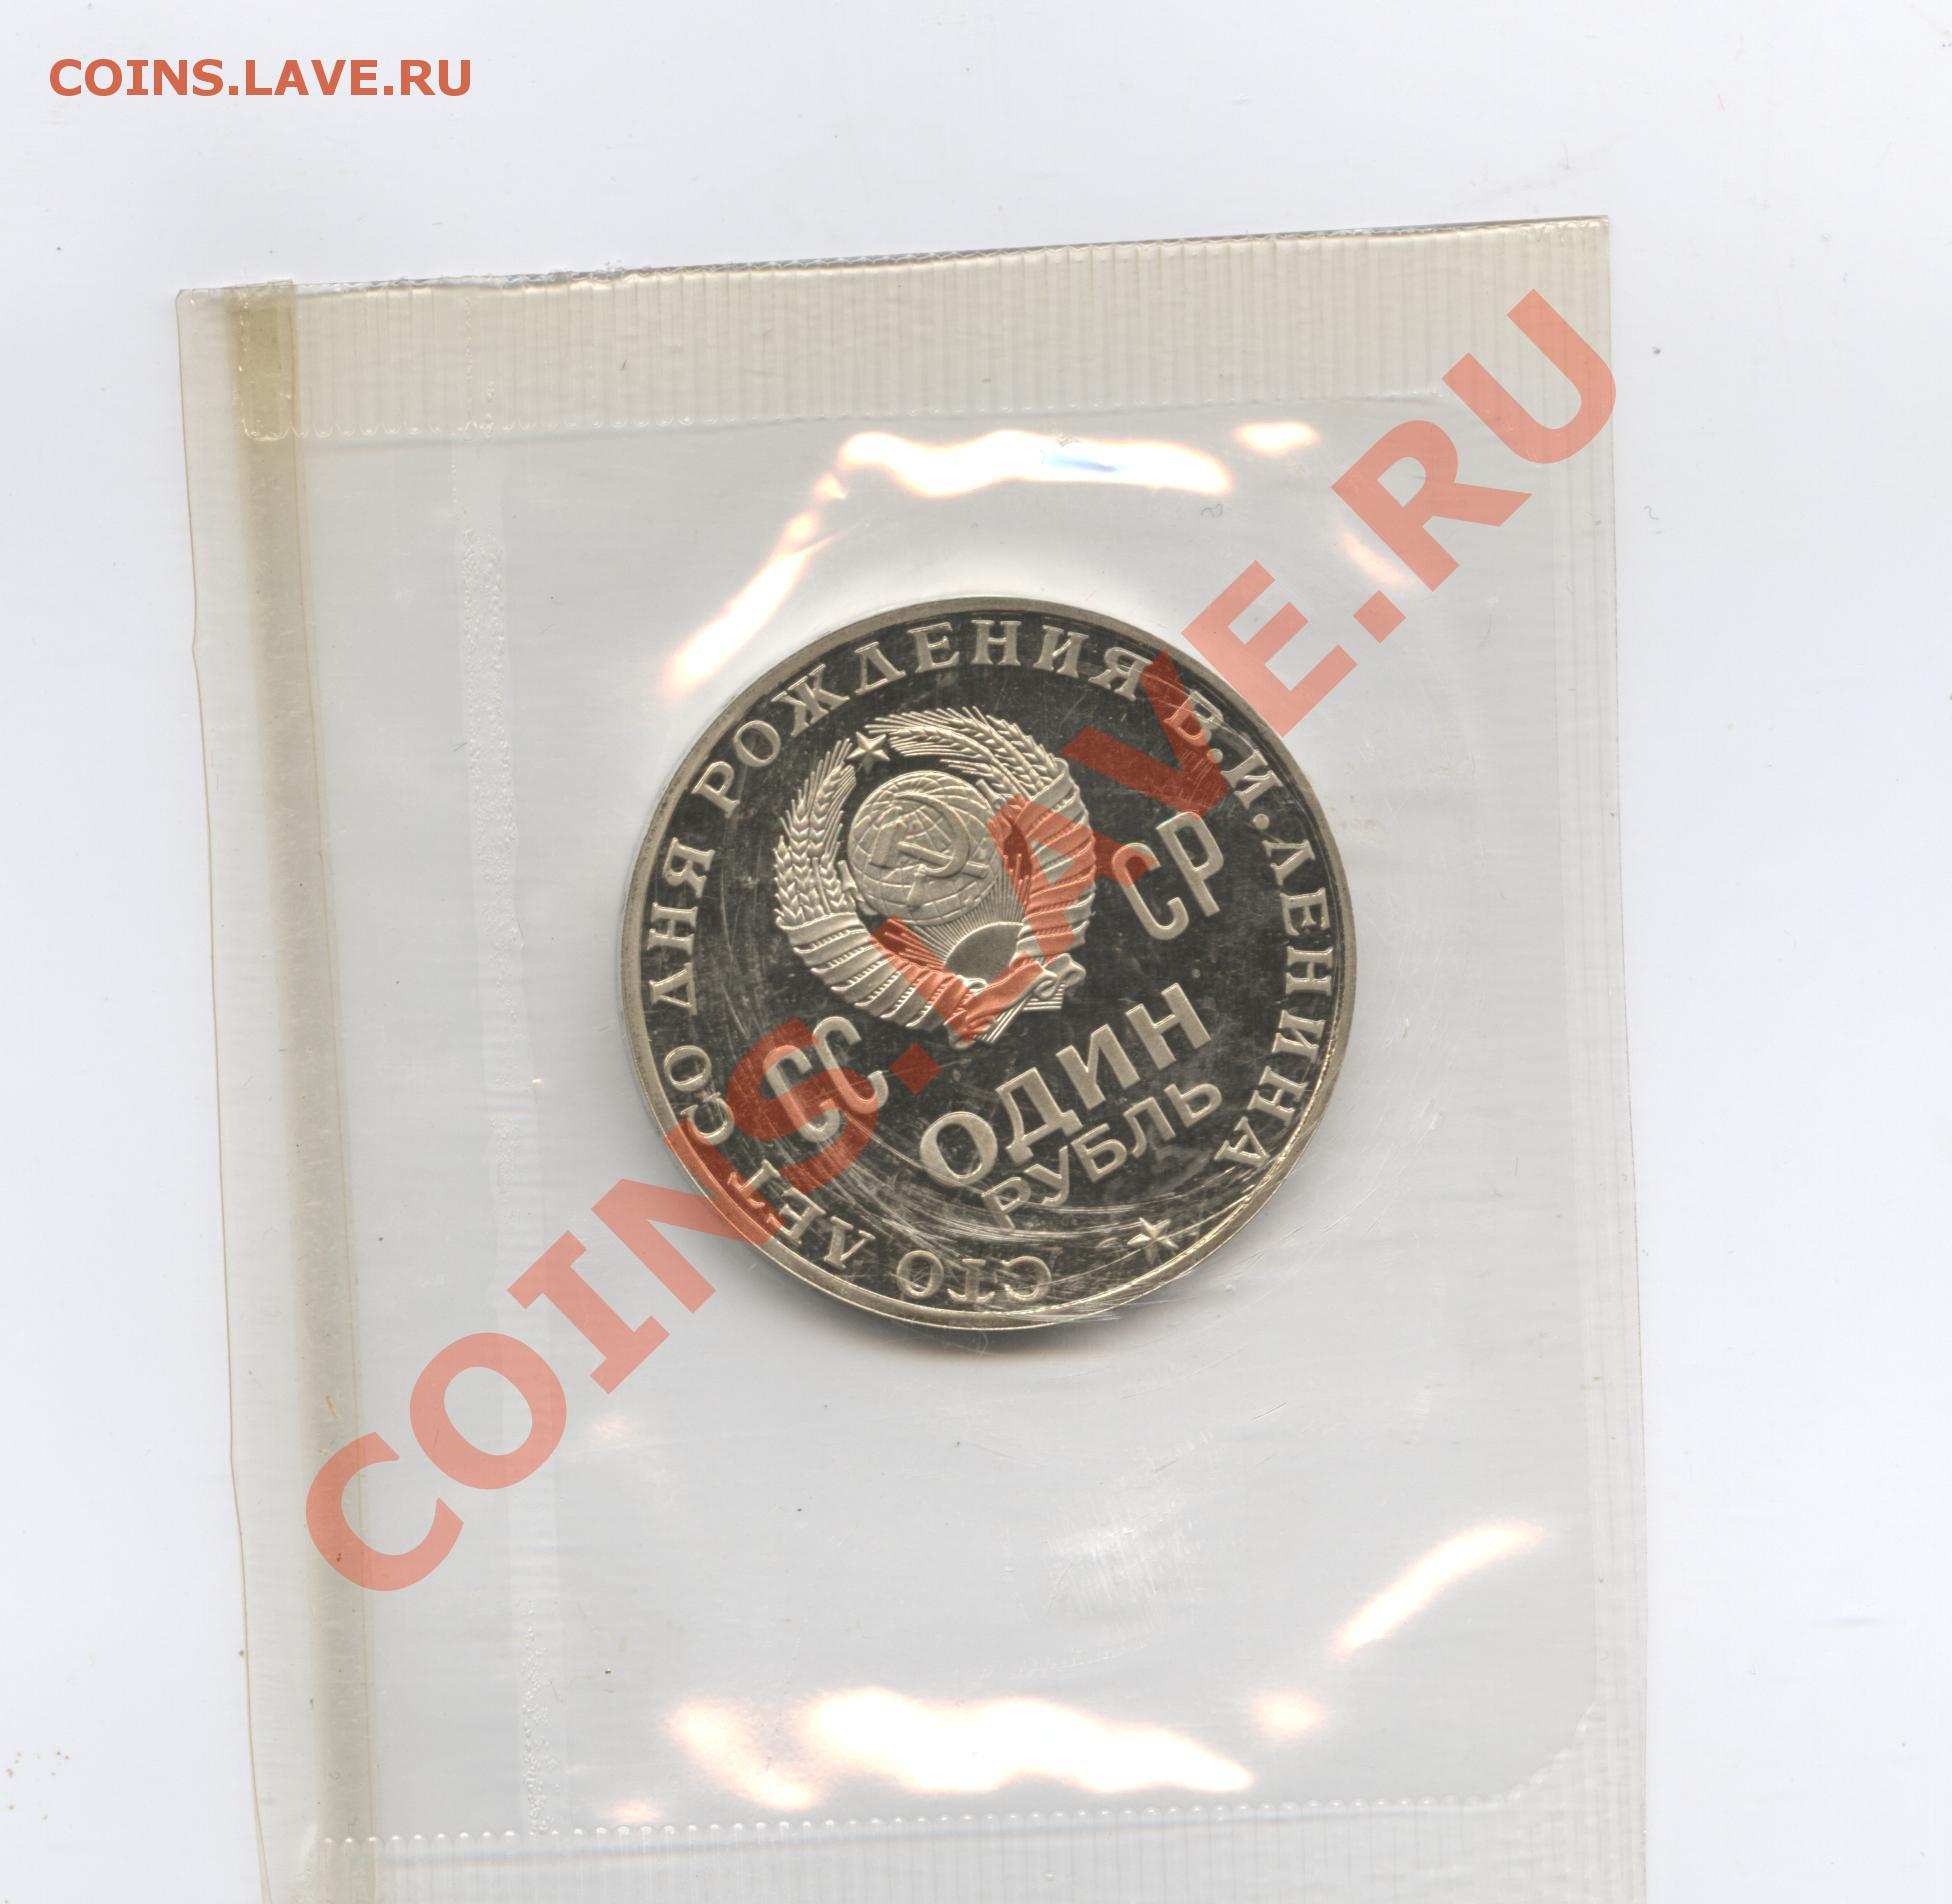 COINS.LAVE.RU
СТО ЛЕТ СО ДНЯ РОЖДЕНИЯ В.И.ЛЕНИНА
СС СР
ОДИН
РУБЛЬ
COINS.LAVE.RU